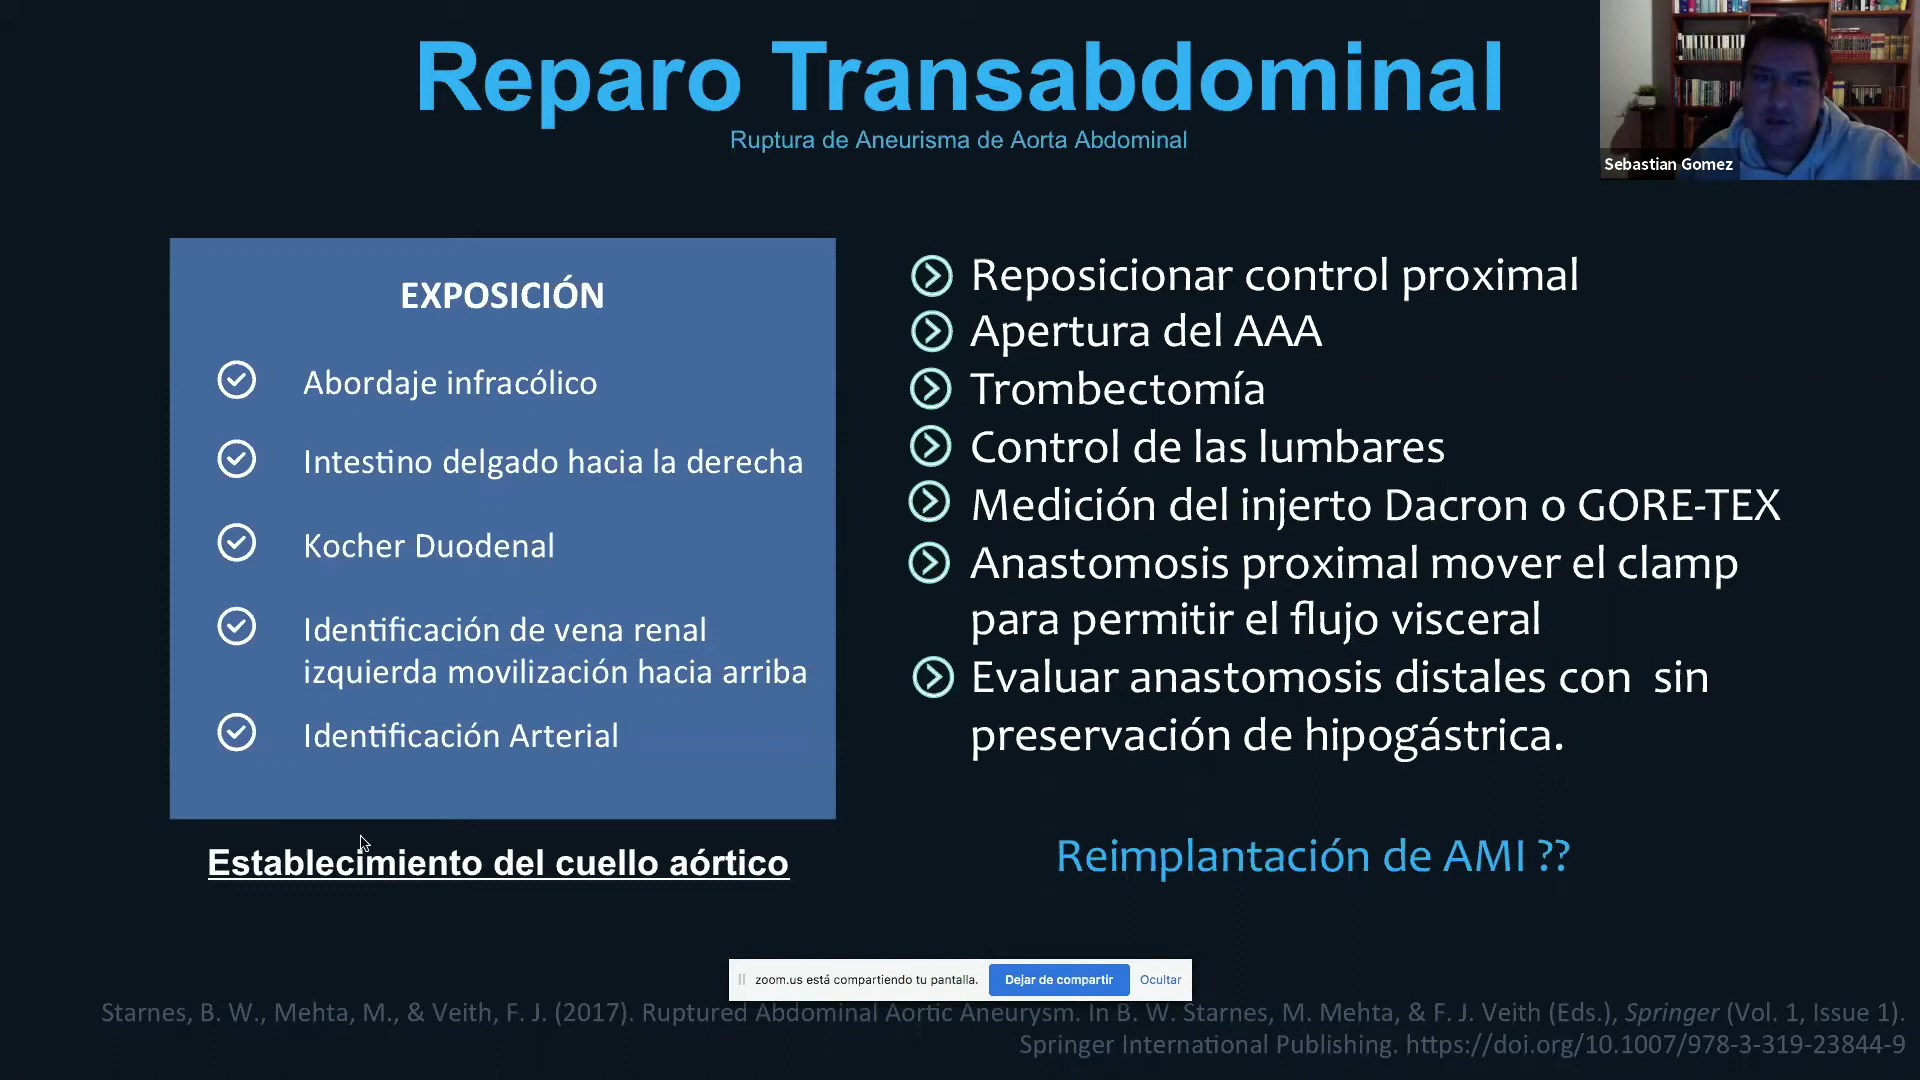 Reparo Transabdominal
Ruptura de Aneurisma de Aorta Abdominal
Sebastian Gomez
EXPOSICIÓN
Abordaje infracólico
Intestino delgado hacia la derecha
Kocher Duodenal
Identificación de vena renal
izquierda movilización hacia arriba
Identificación Arterial
Establecimiento del cuello aórtico
Reposicionar control proximal
Apertura del AAA
Trombectomía
Control de las lumbares
Medición del injerto Dacron o GORE-TEX
Anastomosis proximal mover el clamp
para permitir el flujo visceral
Evaluar anastomosis distales con  sin
preservación de hipogástrica.
Reimplantación de AMI ??
zoom.us está compartiendo tu pantalla. Dejar de compartir Ocultar
Starnes, B. W., Mehta, M., & Veith, F. J. (2017). Ruptured Abdominal Aortic Aneurysm. In B. W. Starnes, M. Mehta, & F. J. Veith (Eds.), Springer (Vol. 1, Issue 1).
Springer International Publishing. https://doi.org/10.1007/978-3-319-23844-9